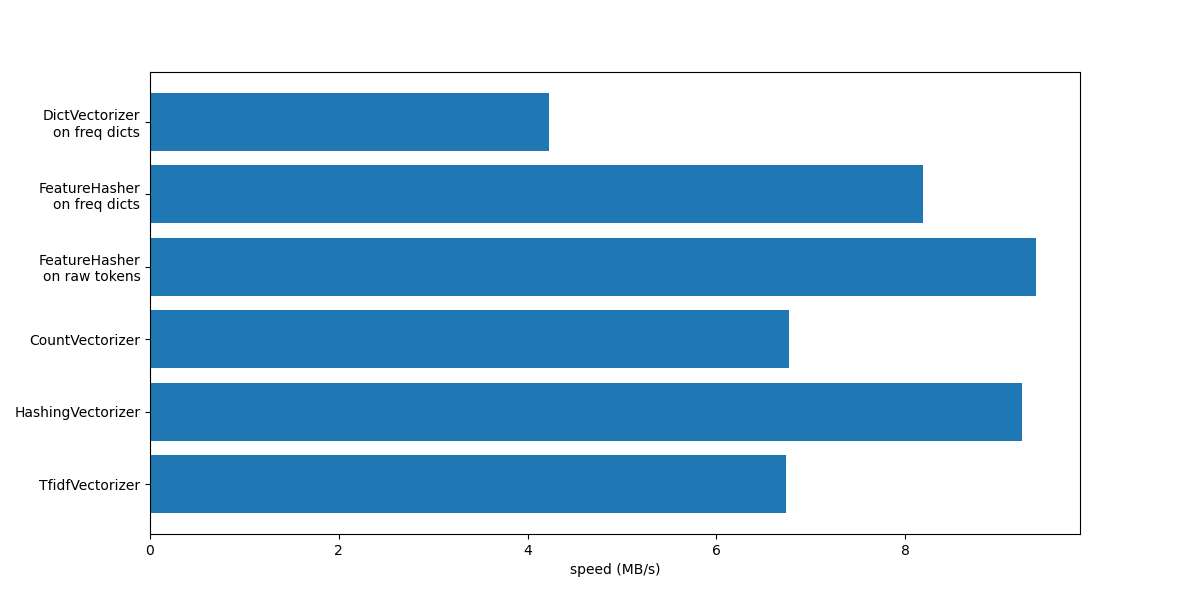 DictVectorizer
on freq dicts
FeatureHasher
on freq dicts
FeatureHasher
on raw tokens
CountVectorizer
HashingVectorizer
TfidfVectorizer
0 2 4 6 8
speed (MB/s)